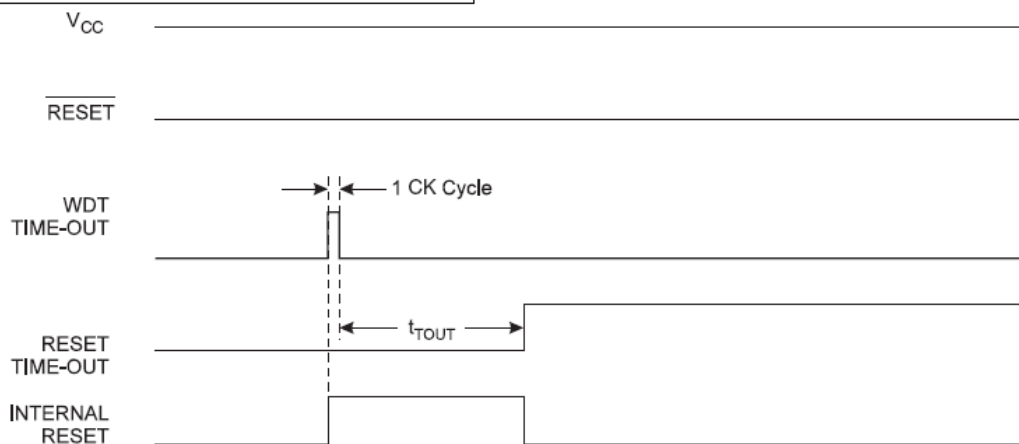 VCC
RESET
1 CK Cycle
WDT
TIME-OUT
tTOUT
RESET
TIME-OUT
INTERNAL
RESET